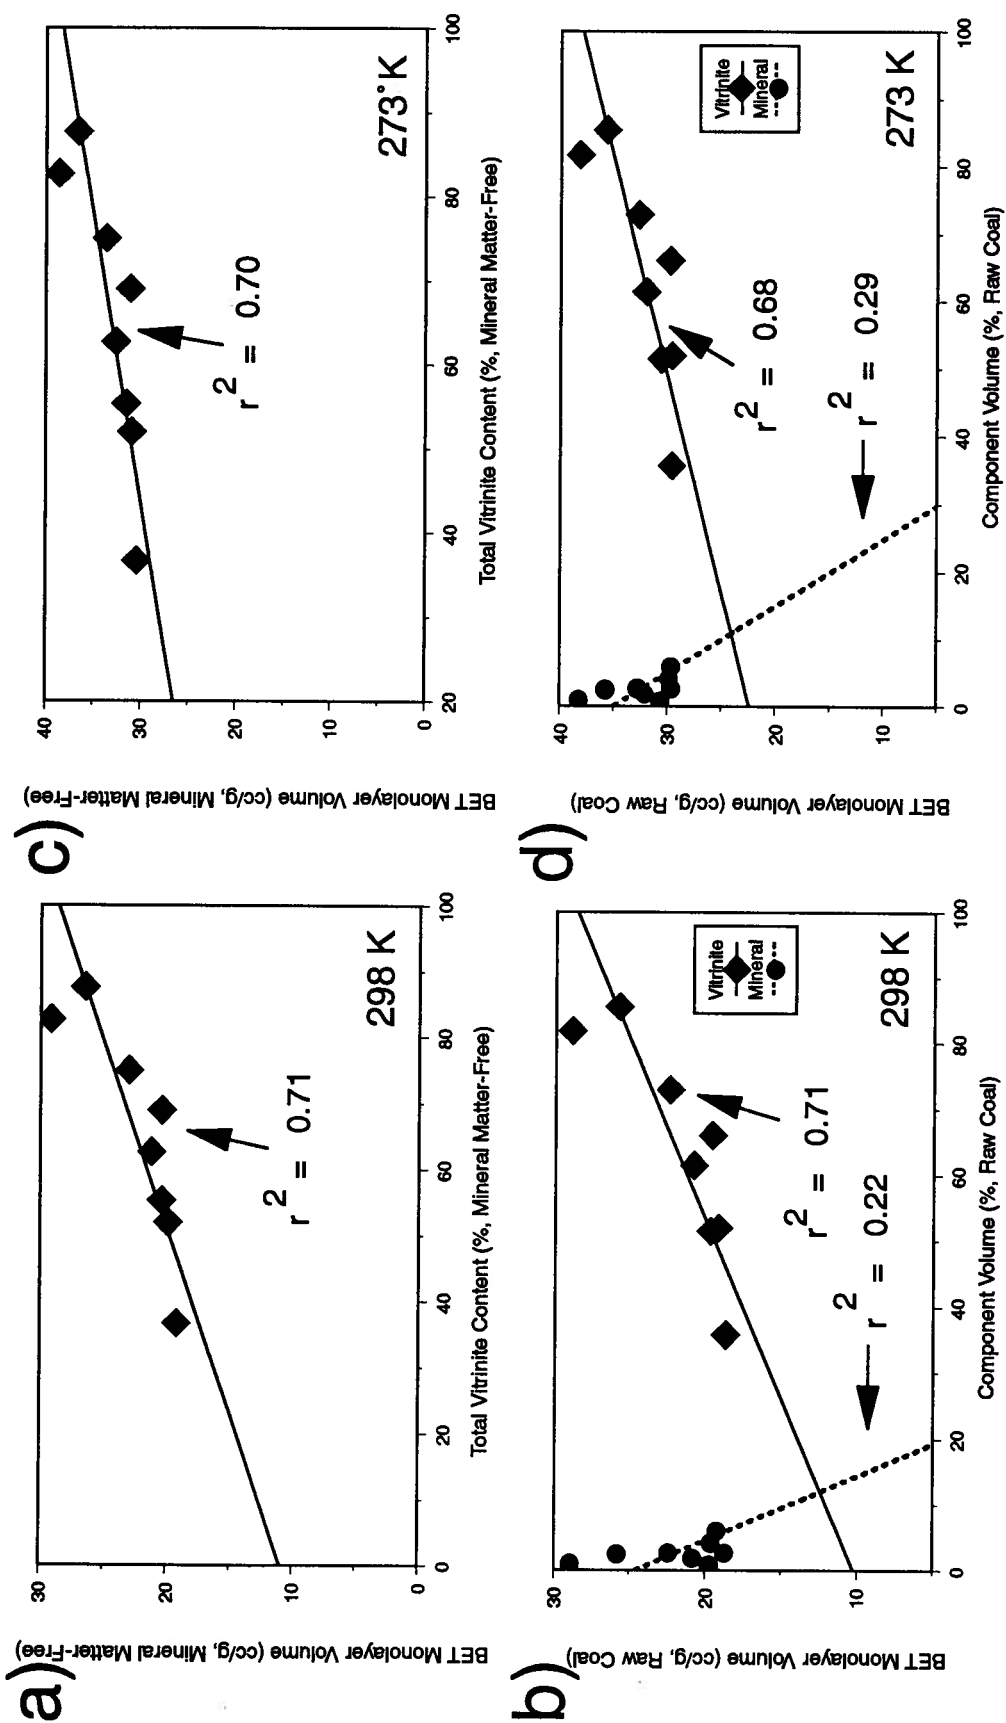 a)
BET Monolayer Volume (cc/g, Mineral Matter-Free)
30
20
10
0
0
20
40
60
80
100
Total Vitrinite Content (%, Mineral Matter-Free)
r2 = 0.71
298 K
b)
BET Monolayer Volume (cc/g, Raw Coal)
30
20
10
0
20
40
60
80
100
Component Volume (%, Raw Coal)
r2 = 0.22
r2 = 0.71
Vitrinite
Mineral
298 K
c)
BET Monolayer Volume (cc/g, Mineral Matter-Free)
40
30
20
10
0
20
40
60
80
100
Total Vitrinite Content (%, Mineral Matter-Free)
r2 = 0.70
273°K
d)
BET Monolayer Volume (cc/g, Raw Coal)
40
30
20
10
0
20
40
60
80
100
Component Volume (%, Raw Coal)
r2 = 0.29
r2 = 0.68
Vitrinite
Mineral
273 K